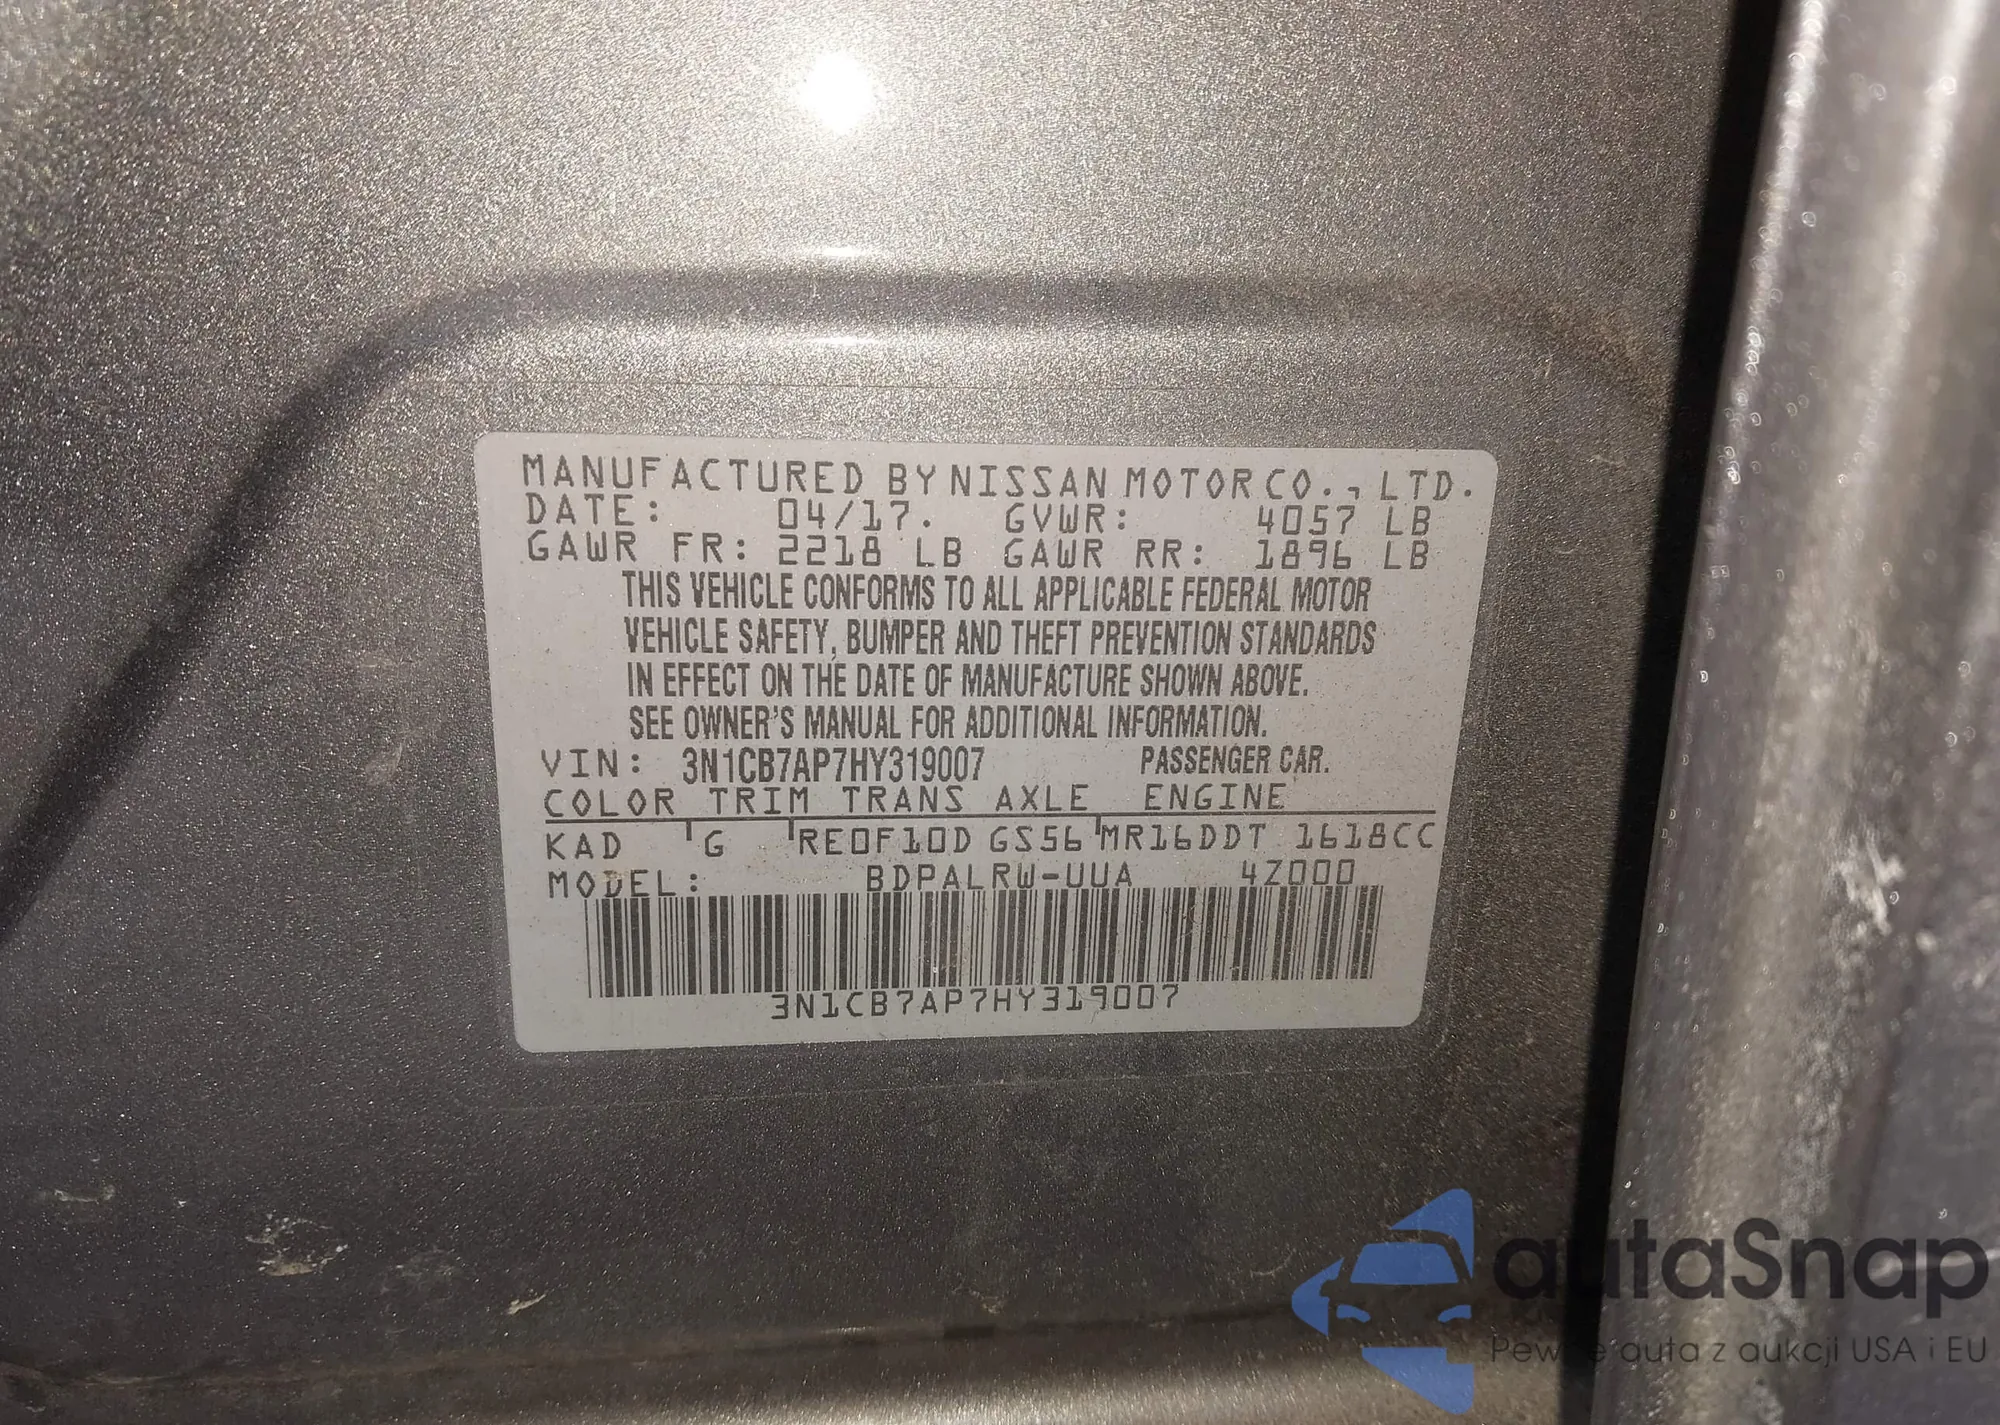 MANUFACTURED BY NISSAN MOTOR CO., LTD.
DATE: 04/17. GVWR: 4057 LB
GAWR FR: 2218 LB GAWR RR: 1896 LB
THIS VEHICLE CONFORMS TO ALL APPLICABLE FEDERAL MOTOR
VEHICLE SAFETY, BUMPER AND THEFT PREVENTION STANDARDS
IN EFFECT ON THE DATE OF MANUFACTURE SHOWN ABOVE.
SEE OWNER'S MANUAL FOR ADDITIONAL INFORMATION.
VIN: 3N1CB7AP7HY319007 PASSENGER CAR.
COLOR TRIM TRANS AXLE ENGINE
KAD G RE0F10D GS56 MR16DDT 1618CC
MODEL: BDPALRW-UUA 4Z000
3N1CB7AP7HY319007
autaSnap
Pewne auta z aukcji USA i EU